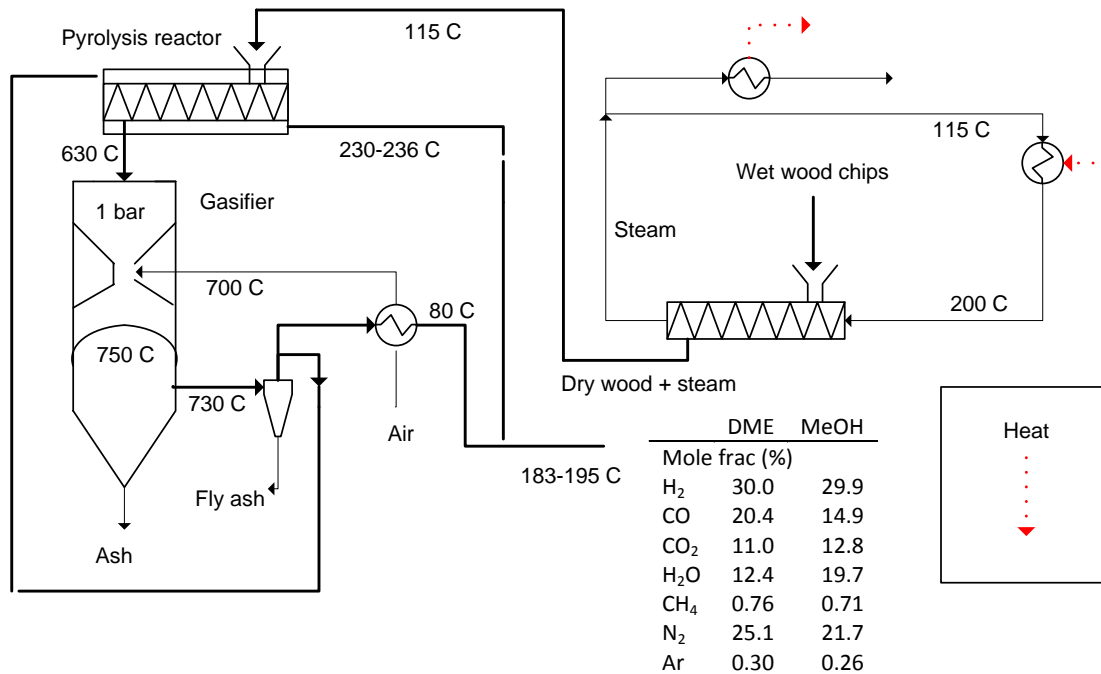 115 C
Pyrolysis reactor
115 C
630 C
230-236 C
Wet wood chips
1 bar
Gasifier
Steam
700 C
80 C
200 C
750 C
730 C
Dry wood + steam
Air
Heat
183-195 C
Fly ash
Ash
DME MeOH
Mole frac (%)
H₂ 30.0 29.9
CO 20.4 14.9
CO₂ 11.0 12.8
H₂O 12.4 19.7
CH₄ 0.76 0.71
N₂ 25.1 21.7
Ar 0.30 0.26